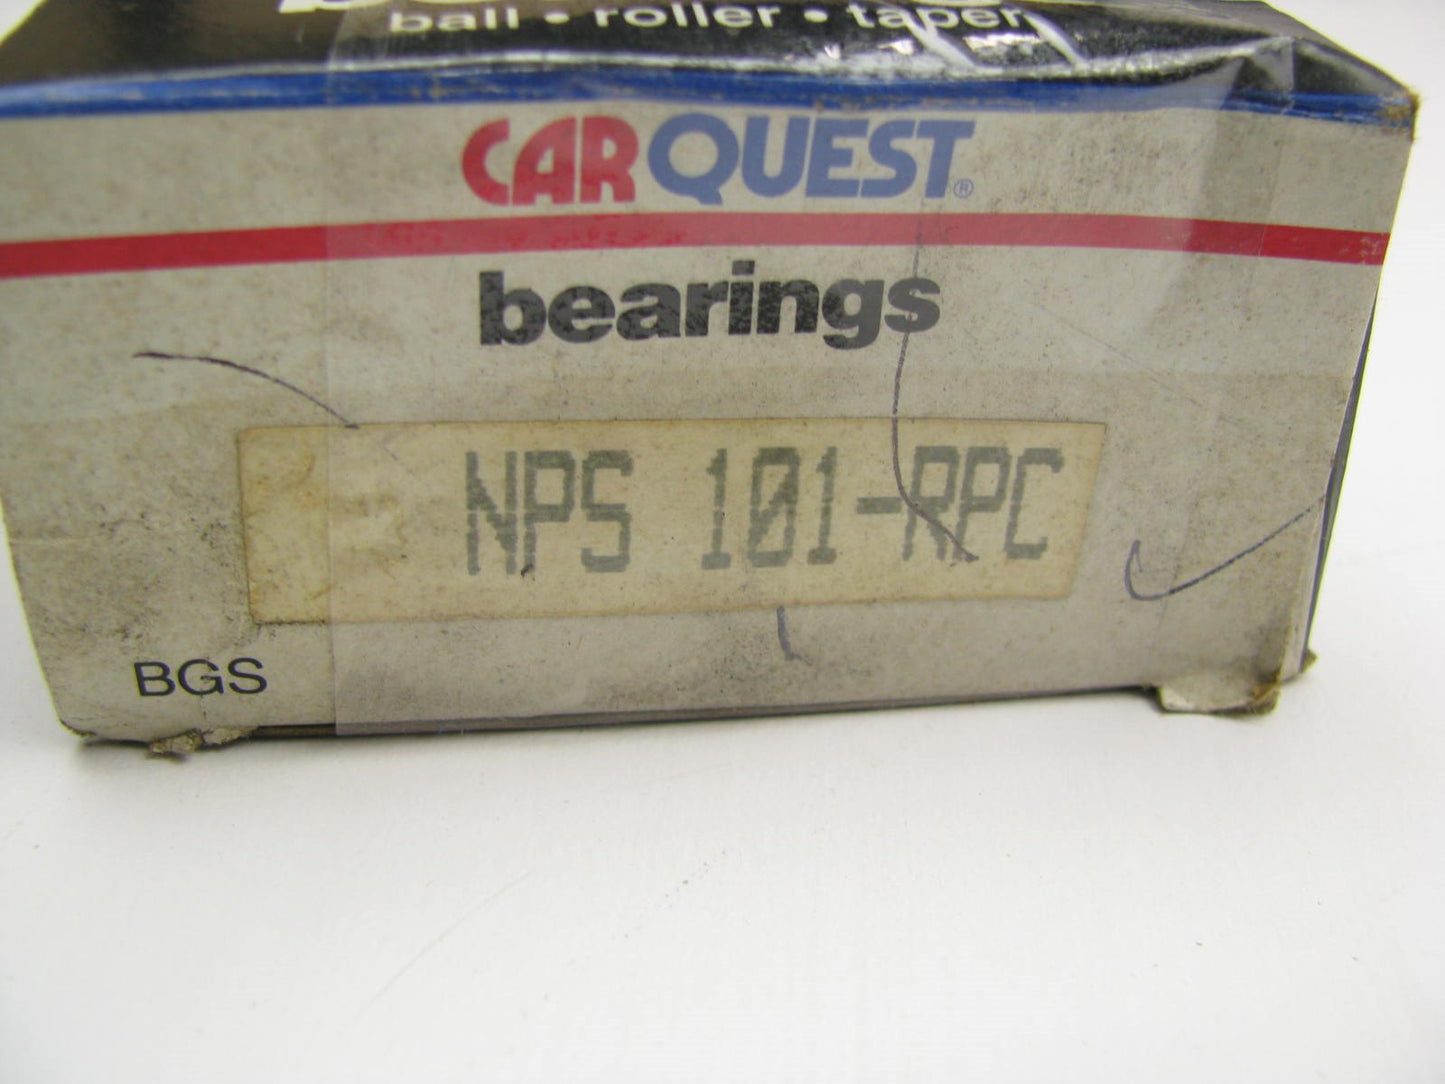 ball • roller • taper
CARQUEST®
bearings
NPS 101-RPC
BGS